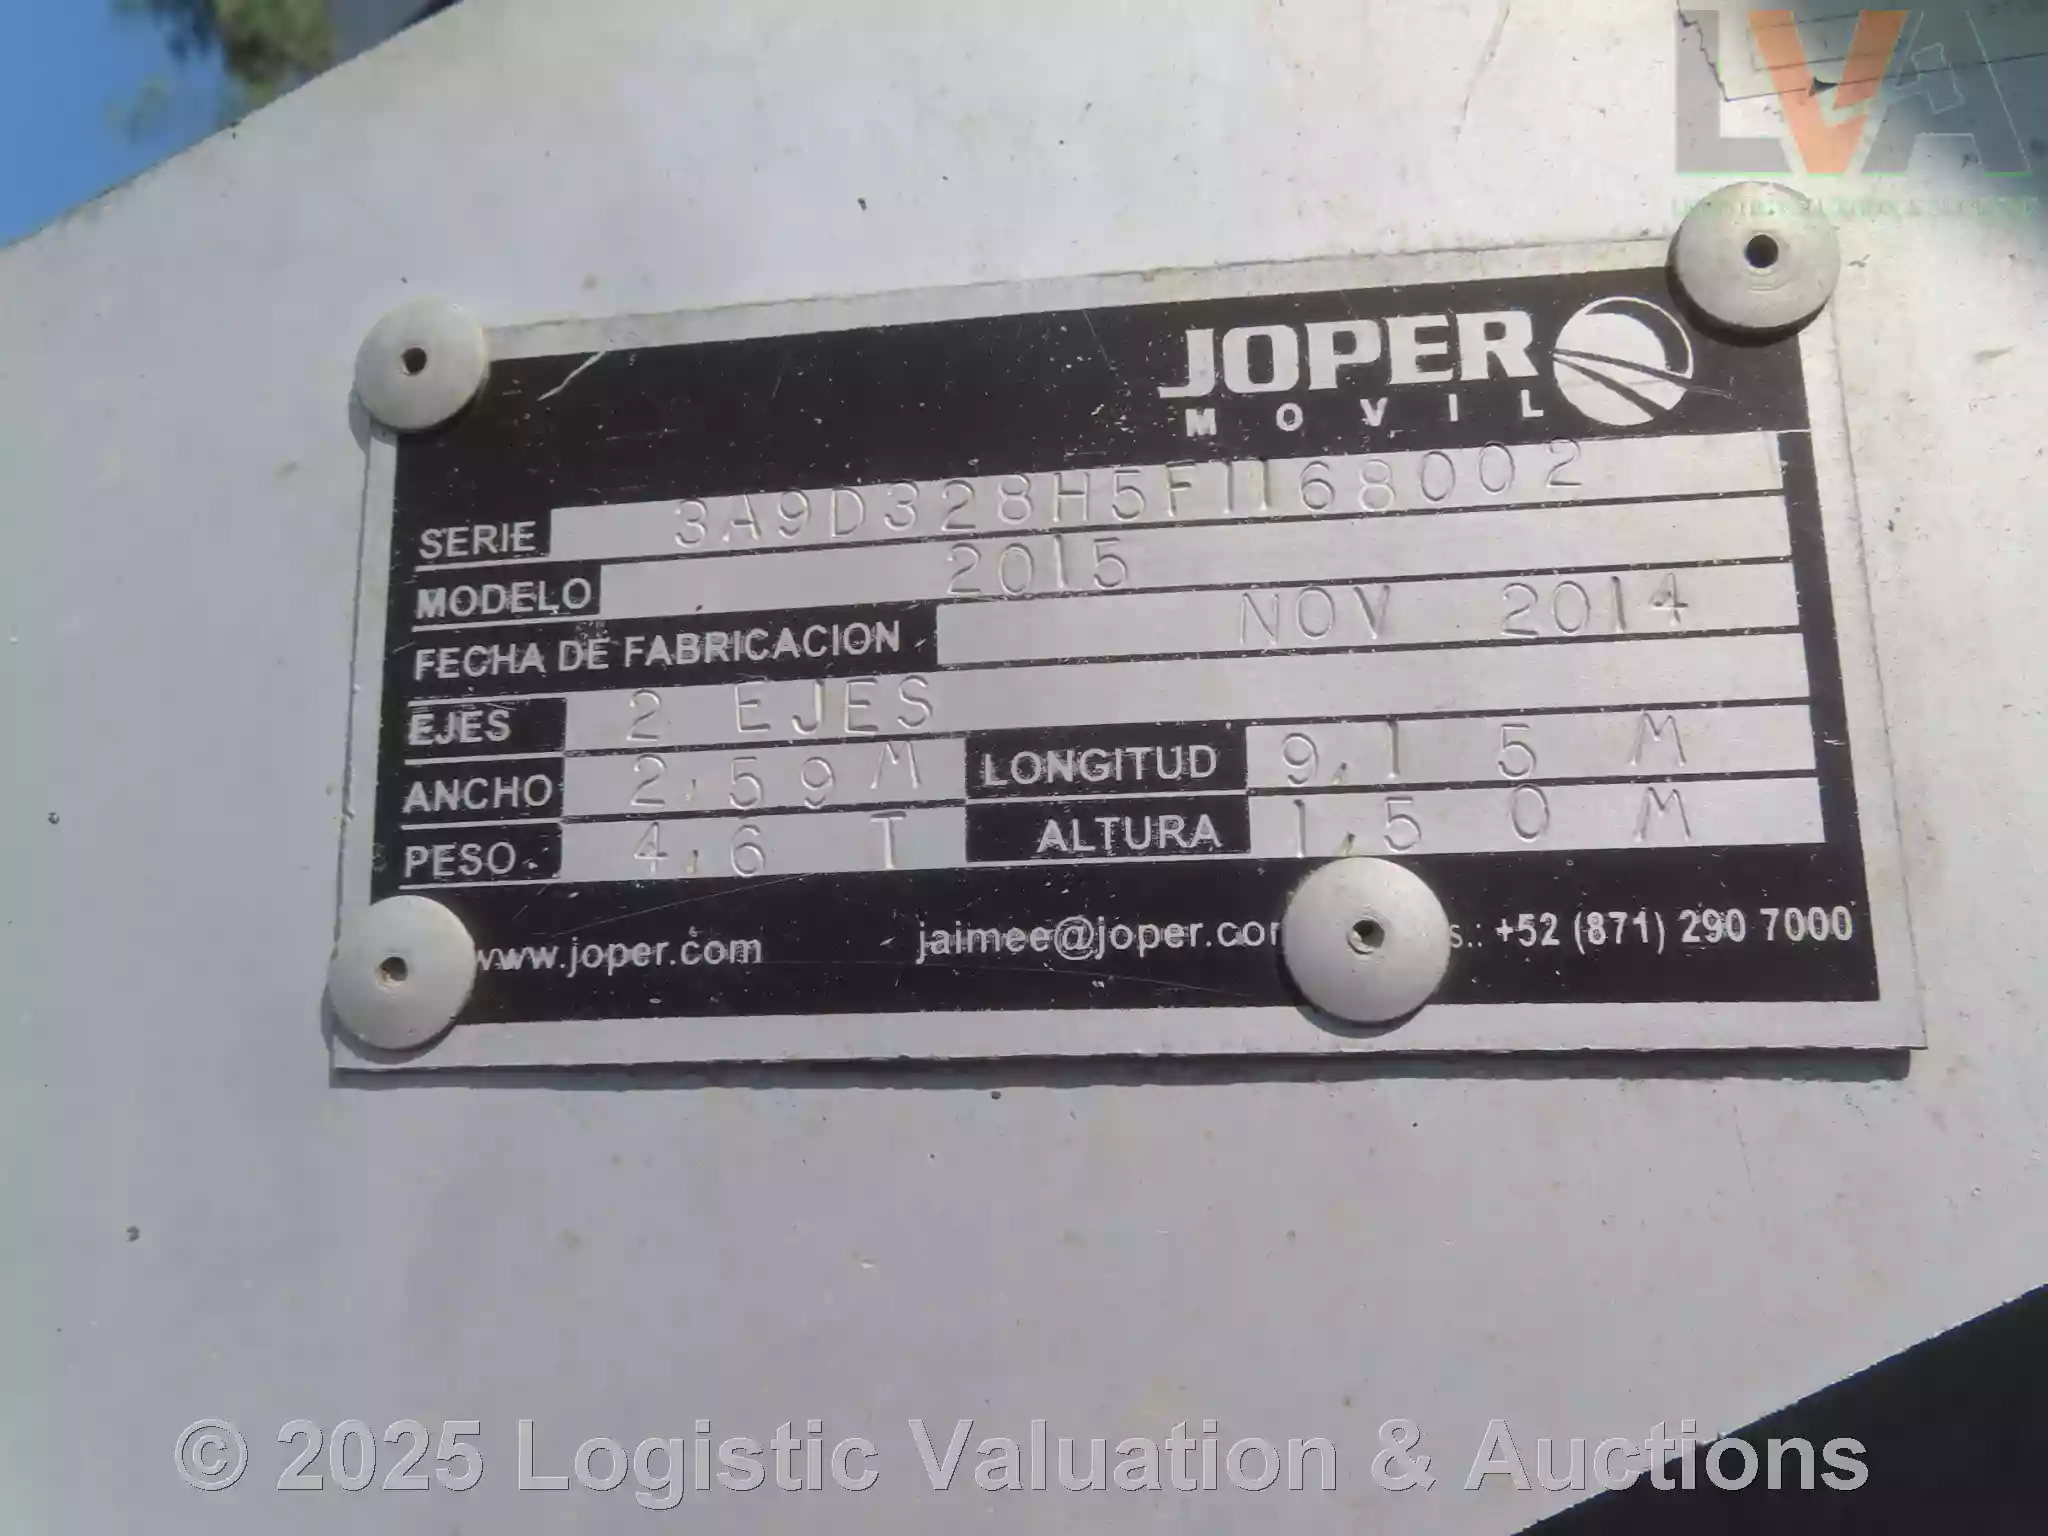 LVA
JOPER
MOVIL
SERIE 3A9D328H5F1168002
MODELO 2015
FECHA DE FABRICACION NOV 2014
EJES 2 EJES
ANCHO 2.59 M LONGITUD 9.15 M
PESO 4.6 T ALTURA 1.50 M
www.joper.com jaimee@joper.com s.: +52 (871) 290 7000
© 2025 Logistic Valuation & Auctions